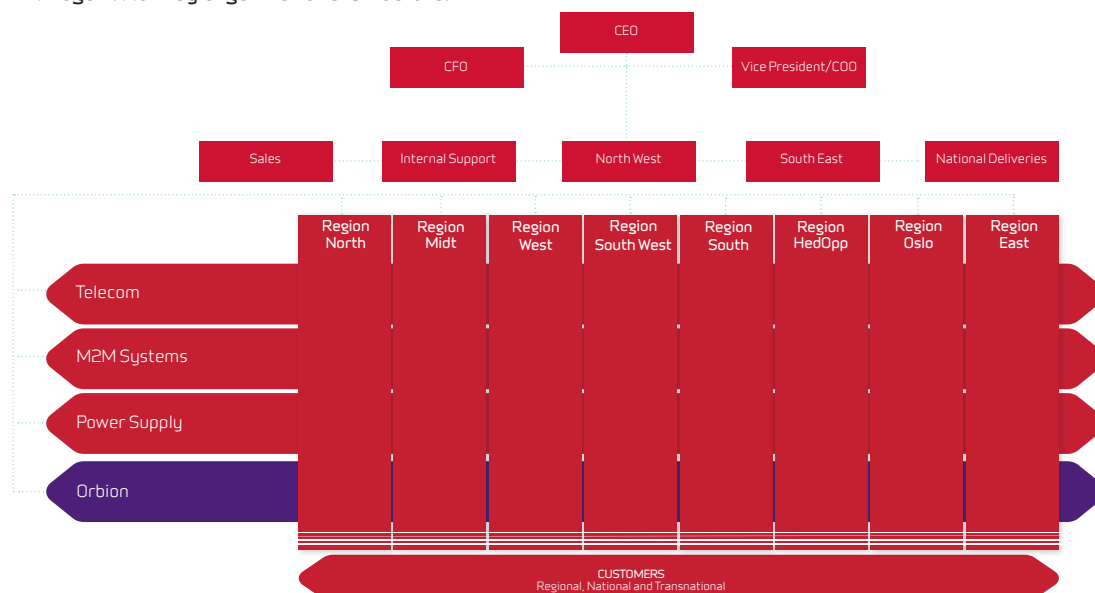 CEO
CFO
Vice President/COO
Sales
Internal Support
North West
South East
National Deliveries
Region
North
Region
Midt
Region
West
Region
South West
Region
South
Region
HedOpp
Region
Oslo
Region
East
Telecom
M2M Systems
Power Supply
Orbion
CUSTOMERS
Regional, National and Transnational